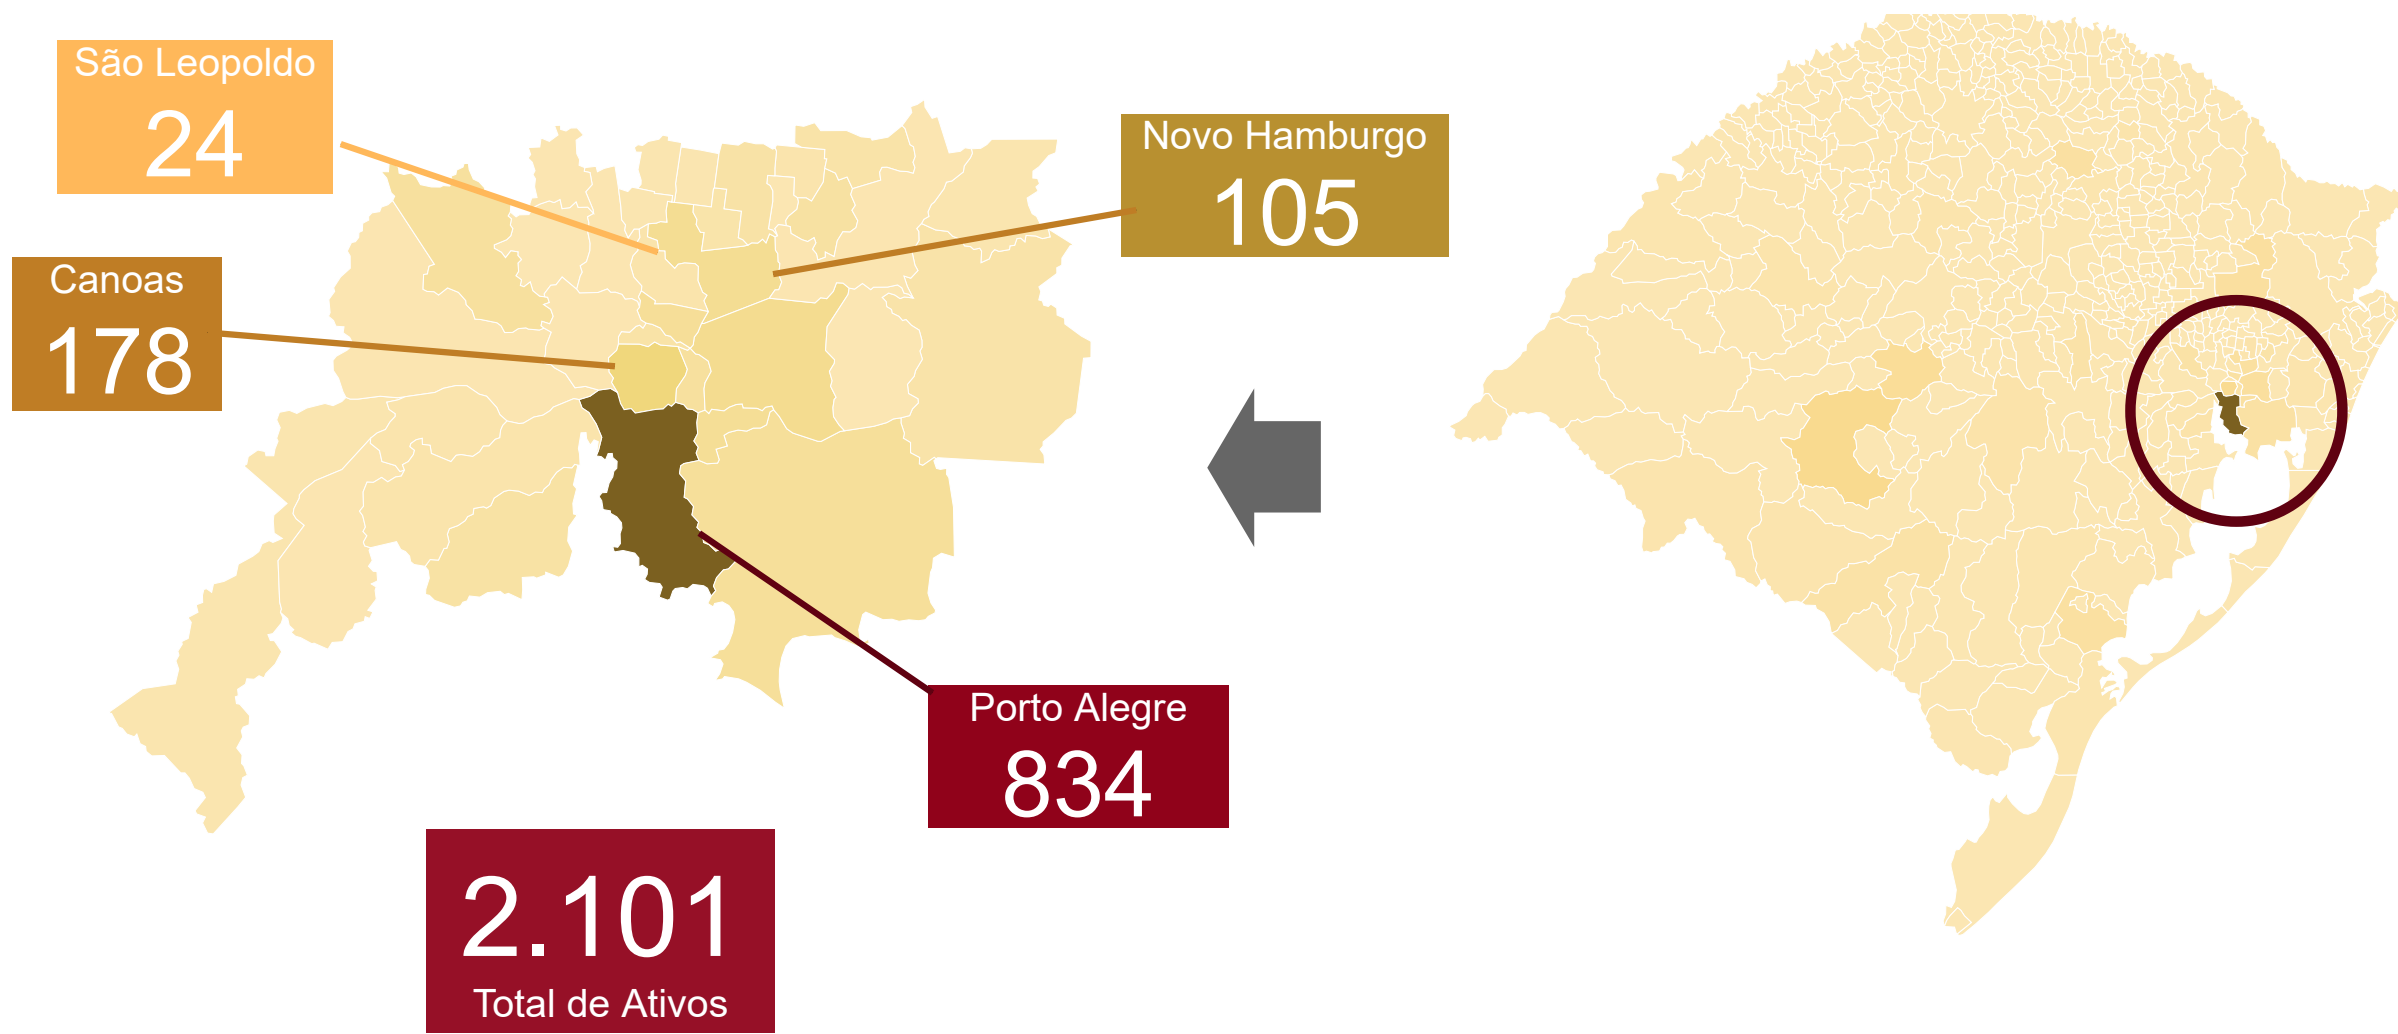 São Leopoldo
24
Novo Hamburgo
105
Canoas
178
Porto Alegre
834
2.101
Total de Ativos